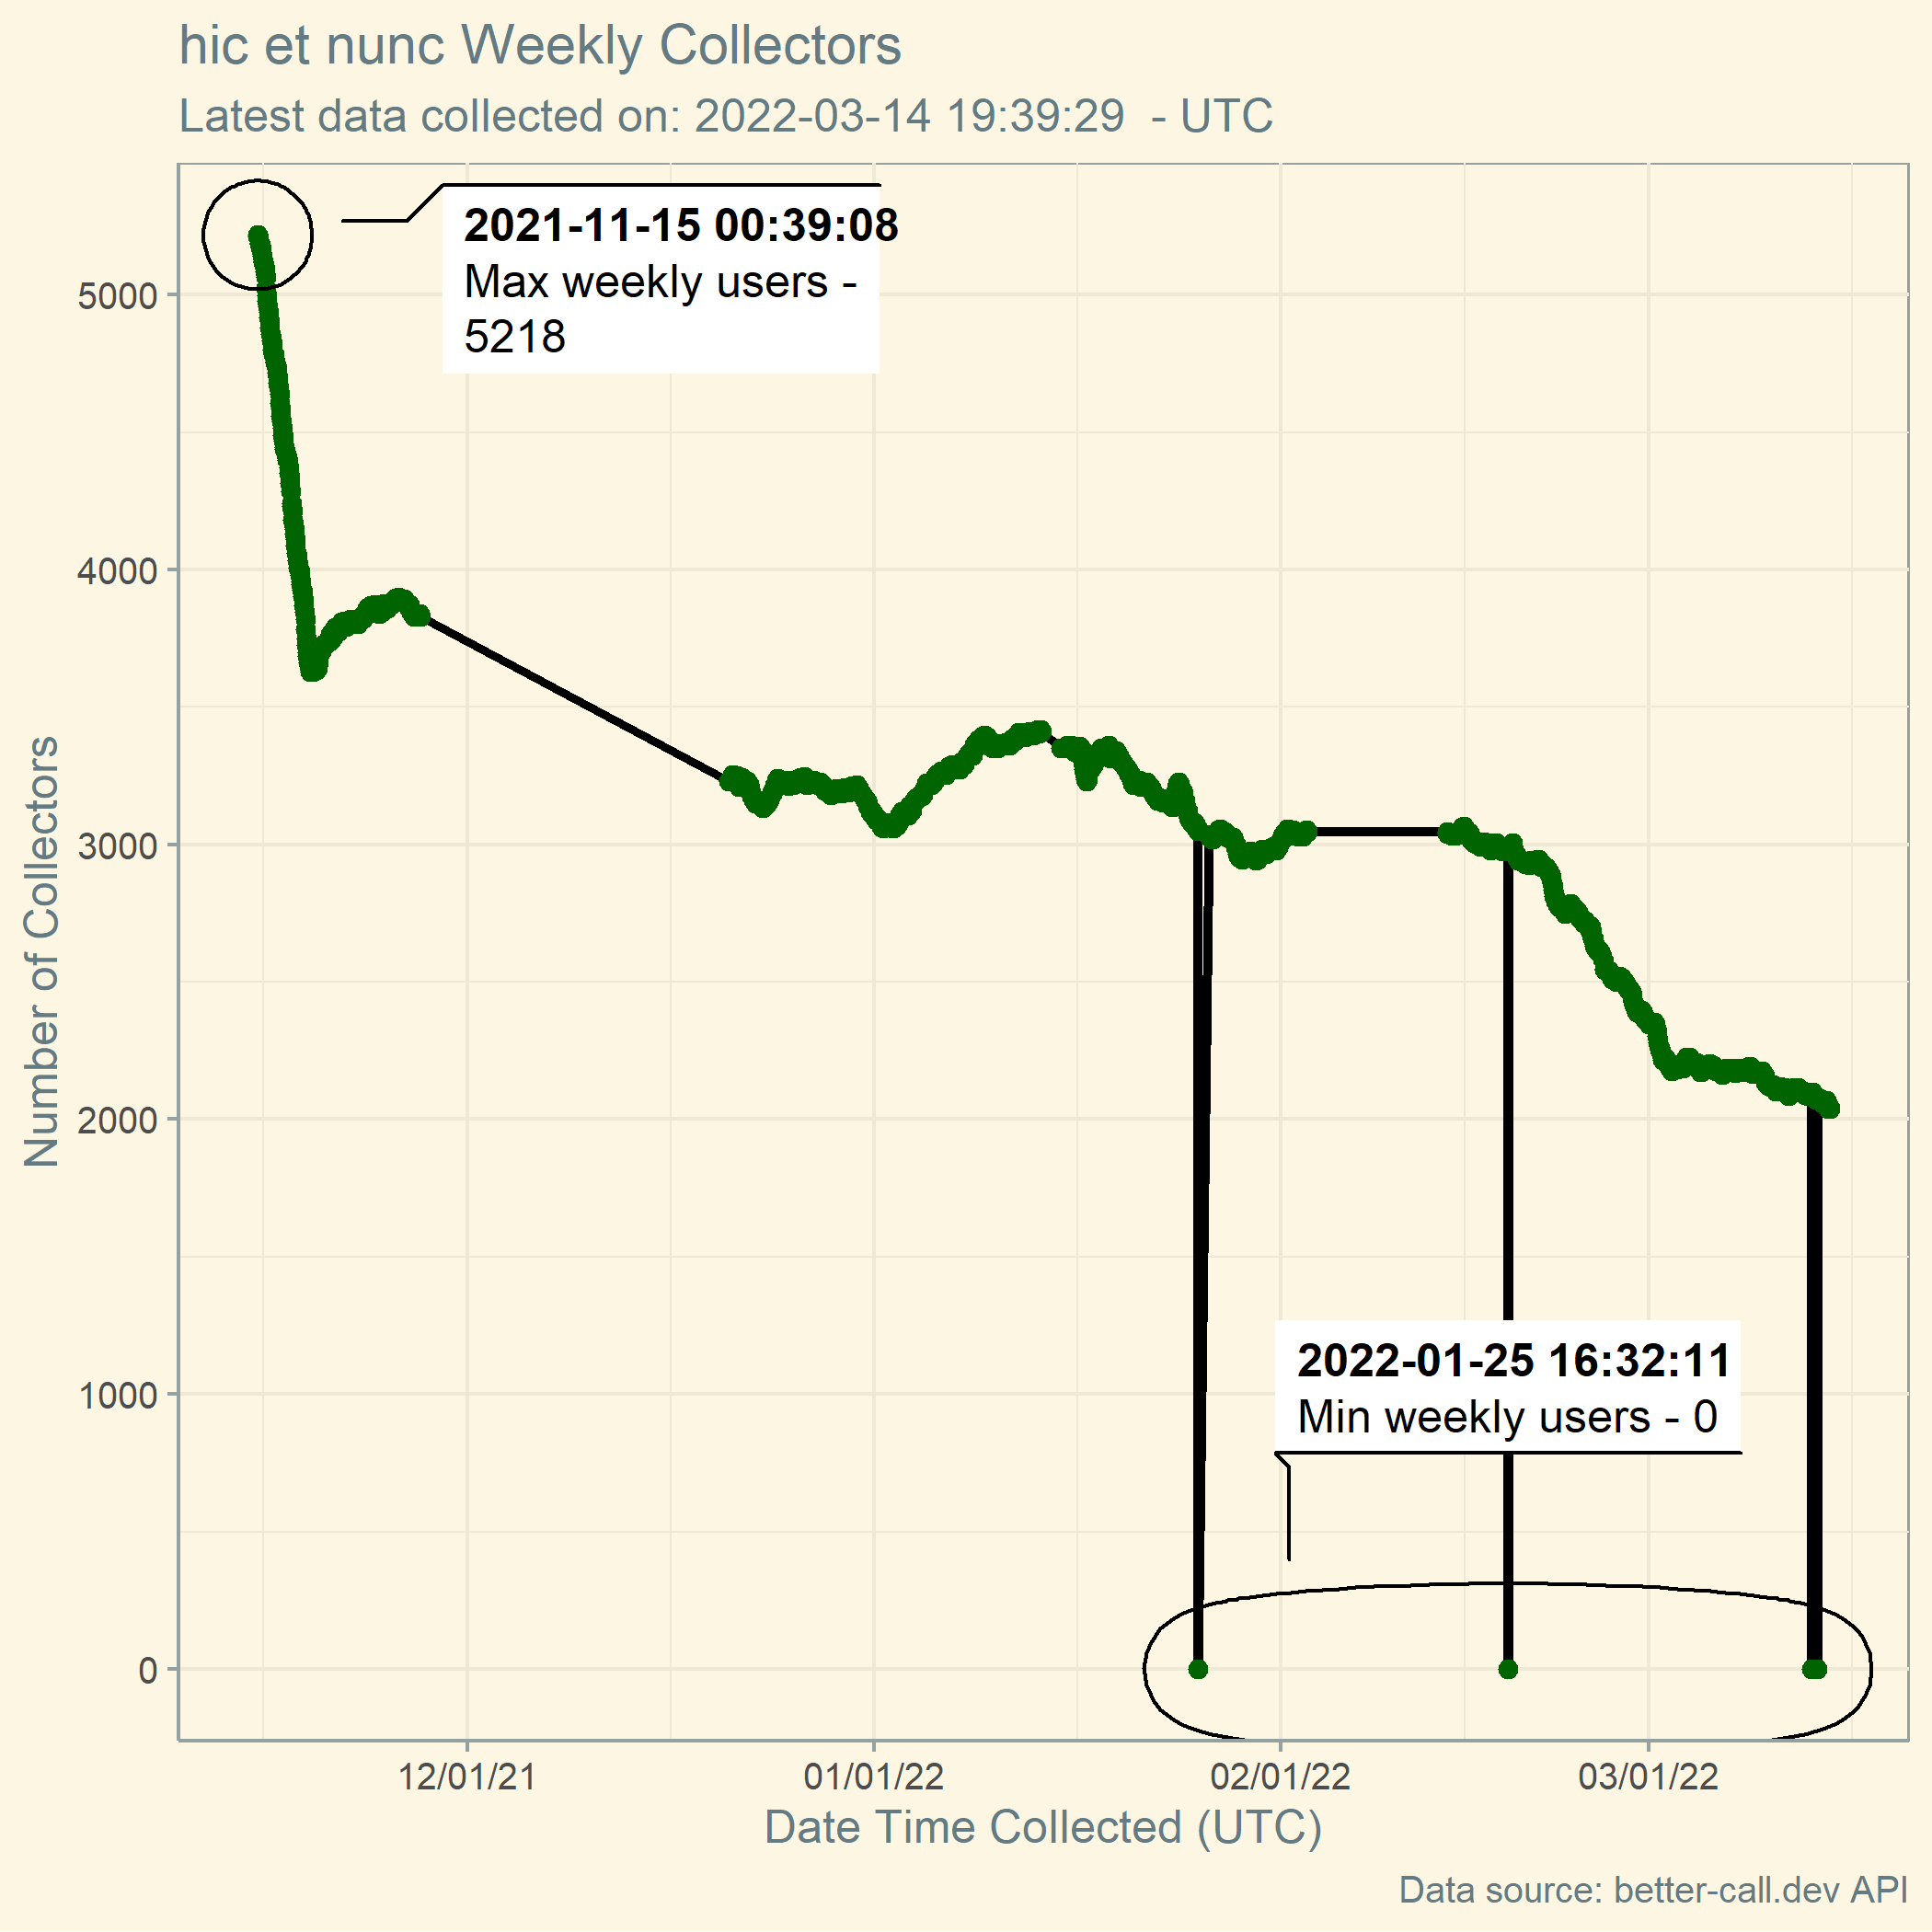 hic et nunc Weekly Collectors
Latest data collected on: 2022-03-14 19:39:29  - UTC
2021-11-15 00:39:08
Max weekly users -
5218
5000
4000
3000
2000
1000
0
Number of Collectors
2022-01-25 16:32:11
Min weekly users - 0
12/01/21
01/01/22
02/01/22
03/01/22
Date Time Collected (UTC)
Data source: better-call.dev API